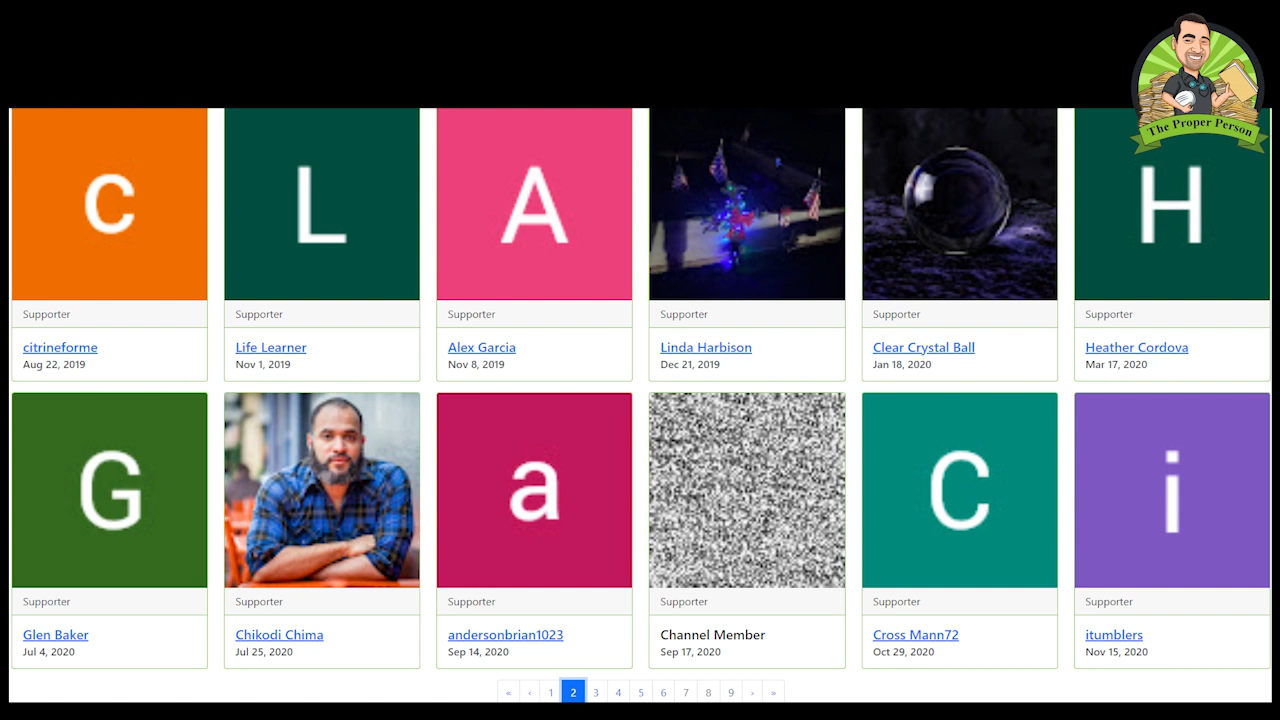 The Proper Person
c
L
A
H
Supporter
Supporter
Supporter
Supporter
Supporter
Supporter
citrineforme
Life Learner
Alex Garcia
Linda Harbison
Clear Crystal Ball
Heather Cordova
Aug 22, 2019
Nov 1, 2019
Nov 8, 2019
Dec 21, 2019
Jan 18, 2020
Mar 17, 2020
G
a
C
i
Supporter
Supporter
Supporter
Supporter
Supporter
Supporter
Glen Baker
Chikodi Chima
andersonbrian1023
Channel Member
Cross Mann72
itumblers
Jul 4, 2020
Jul 25, 2020
Sep 14, 2020
Sep 17, 2020
Oct 29, 2020
Nov 15, 2020
« ‹ 1 2 3 4 5 6 7 8 9 › »